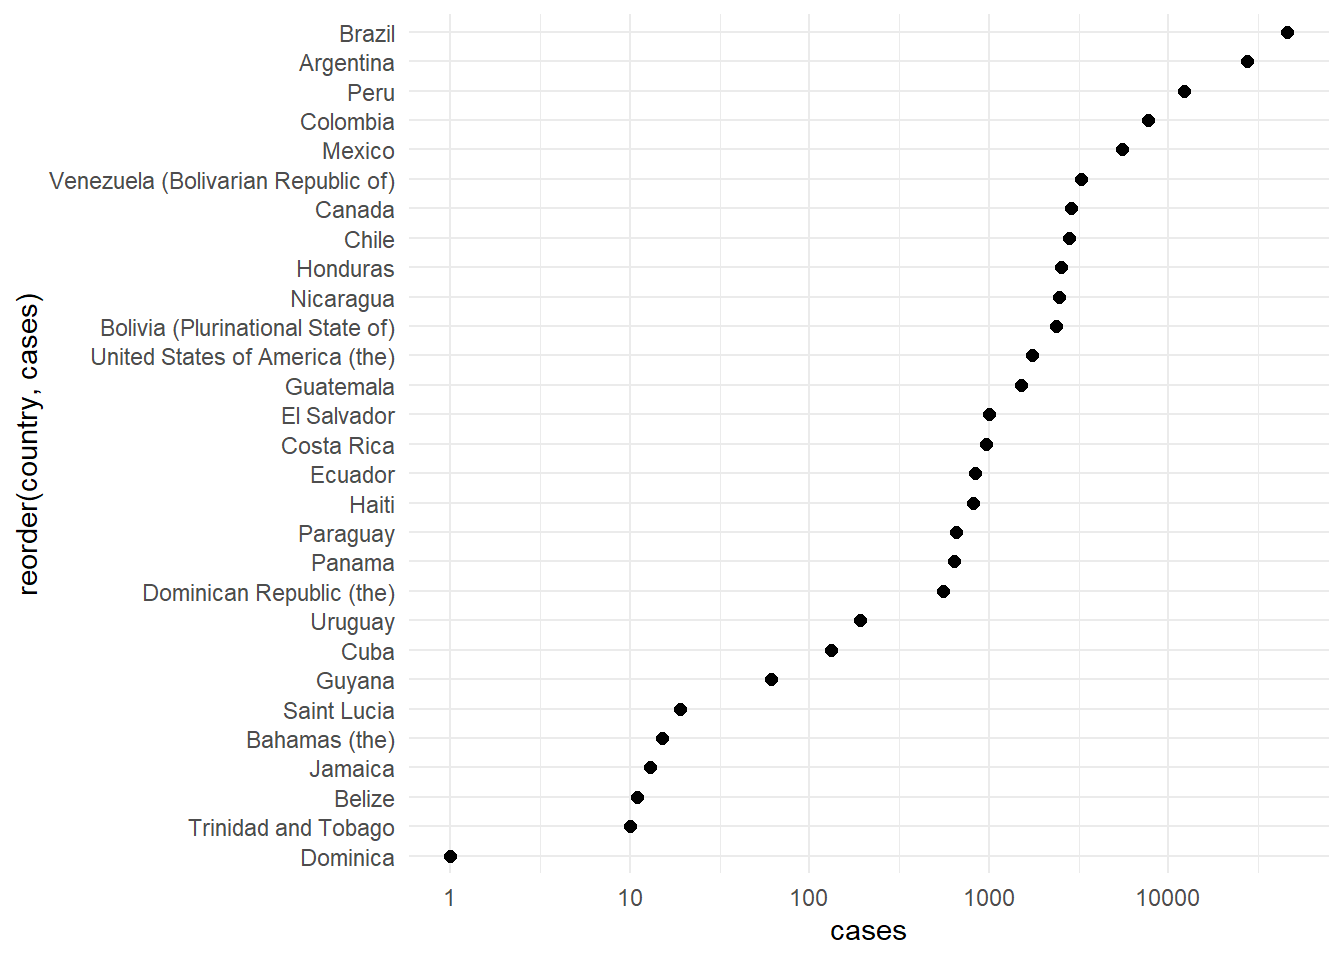 Brazil
Argentina
Peru
Colombia
Mexico
Venezuela (Bolivarian Republic of)
Canada
Chile
Honduras
Nicaragua
Bolivia (Plurinational State of)
United States of America (the)
Guatemala
El Salvador
Costa Rica
Ecuador
Haiti
Paraguay
Panama
Dominican Republic (the)
Uruguay
Cuba
Guyana
Saint Lucia
Bahamas (the)
Jamaica
Belize
Trinidad and Tobago
Dominica
reorder(country, cases)
1 10 100 1000 10000
cases